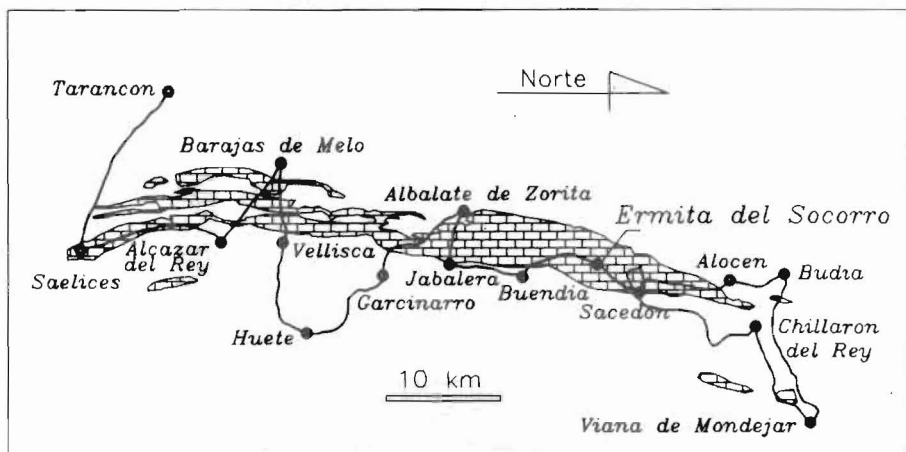 Norte
Tarancon
Barajas de Melo
Albalate de Zorita
Ermita del Socorro
Alcazar
del Rey
Vellisca
Saelices
Jabalera
Alocen
Budia
Garcinarro
Buendia
Sacedon
Huete
Chillaron
del Rey
10 km
Viana de Mondejar